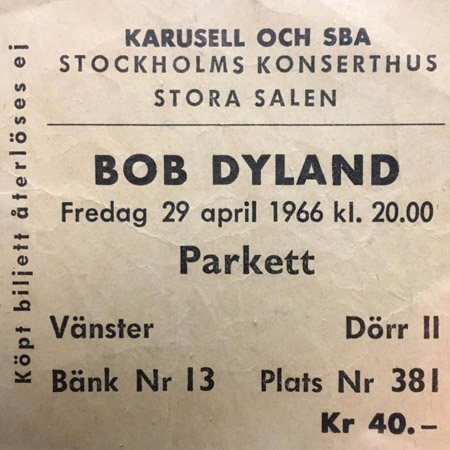 KARUSELL OCH SBA
STOCKHOLMS KONSERTHUS
STORA SALEN
BOB DYLAND
Fredag 29 april 1966 kl. 20.00
Parkett
Vänster Dörr II
Bänk Nr 13 Plats Nr 381
Kr 40.–
Köpt biljett återlöses ej